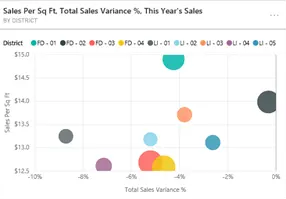 Sales Per Sq Ft, Total Sales Variance %, This Year's Sales
BY DISTRICT
District FD - 01 FD - 02 FD - 03 FD - 04 LI - 01 LI - 02 LI - 03 LI - 04 LI - 05
Sales Per Sq Ft
$15.0
$14.5
$14.0
$13.5
$13.0
$12.5
-10% -8% -6% -4% -2% 0%
Total Sales Variance %